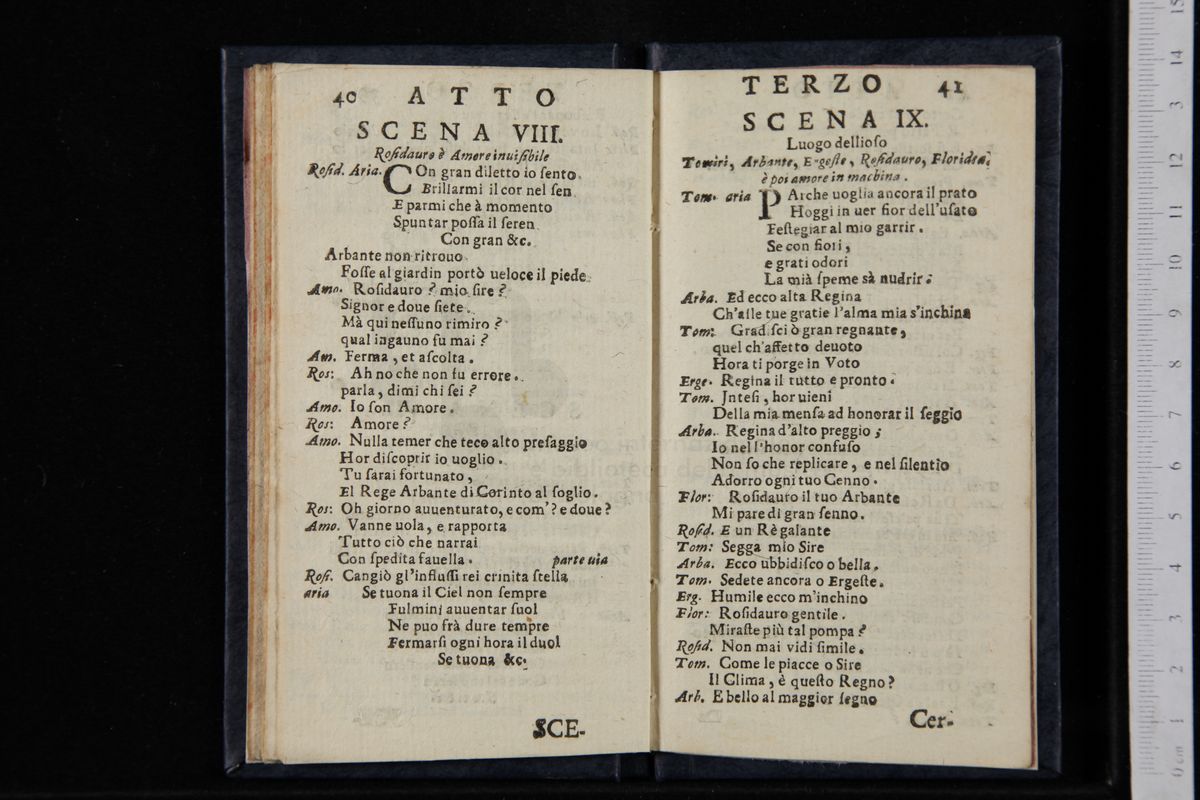 40 ATTO
SCENA VIII.
Rosidauro è Amore inuisibile
Rosid. Aria. COn gran diletto io sento.
Brillarmi il cor nel sen
E parmi che à momento
Spuntar possa il seren
Con gran &c.
Arbante non ritrouo
Fosse al giardin portò ueloce il piede
Amo. Rosidauro? mio sire?
Signor e doue siete.
Mà qui nessuno rimiro?
qual ingauno fu mai?
Am. Ferma, et ascolta.
Ros: Ah no che non fu errore.
parla, dimi chi sei?
Amo. Io son Amore.
Ros: Amore?
Amo. Nulla temer che teco alto presaggio
Hor discoprir io uoglio.
Tu sarai fortunato,
El Rege Arbante di Corinto al soglio.
Ros: Oh giorno auuenturato, e com'? e doue?
Amo. Vanne uola, e rapporta
Tutto ciò che narrai
Con spedita fauella. parte uia
Rosi. Cangiò gl'influssi rei crinita stella
aria Se tuona il Ciel non sempre
Fulmini auuentar suol
Ne puo frà dure tempre
Fermarsi ogni hora il duol
Se tuona &c.
SCE-
TERZO 41
SCENA IX.
Luogo dellioso
Tomiri, Arbante, Ergeste, Rosidauro, Floridea,
è poi amore in machina.
Tom. aria PArche uoglia ancora il prato
Hoggi in uer fior dell'usato
Festegiar al mio garrir.
Se con fiori,
e grati odori
La mià speme sà nudrir:
Arba. Ed ecco alta Regina
Ch'alle tue gratie l'alma mia s'inchina
Tom: Gradisci ò gran regnante,
quel ch'affetto deuoto
Hora ti porge in Voto
Erge. Regina il tutto e pronto.
Tom. Jntesi, hor uieni
Della mia mensa ad honorar il seggio
Arba. Regina d'alto preggio;
Io nell'honor confuso
Non so che replicare, e nel silentio
Adorro ogni tuo Cenno.
Flor: Rosidauro il tuo Arbante
Mi pare di gran senno.
Rosid. E un Rè galante
Tom: Segga mio Sire
Arba. Ecco ubbidisco o bella.
Tom. Sedete ancora o Ergeste.
Erg. Humile ecco m'inchino
Flor: Rosidauro gentile.
Miraste più tal pompa?
Rosid. Non mai vidi simile.
Tom. Come le piacce o Sire
Il Clima, è questo Regno?
Arb. E bello al maggior segno
Cer-